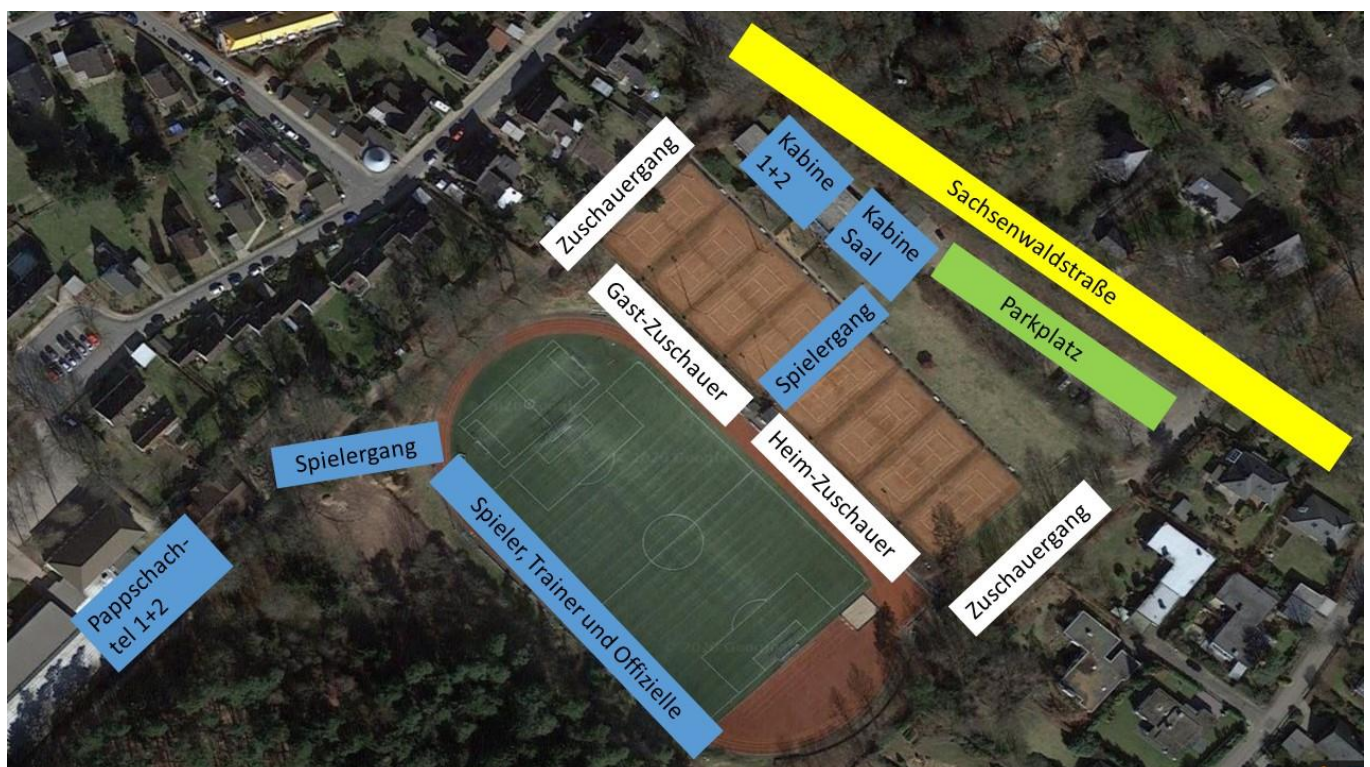 Sachsenwaldstraße
Kabine
1+2
Zuschauergang
Kabine
Saal
Parkplatz
Gast-Zuschauer
Spielergang
Spielergang
Heim-Zuschauer
Spieler, Trainer und Offizielle
Zuschauergang
Pappschach-
tel 1+2